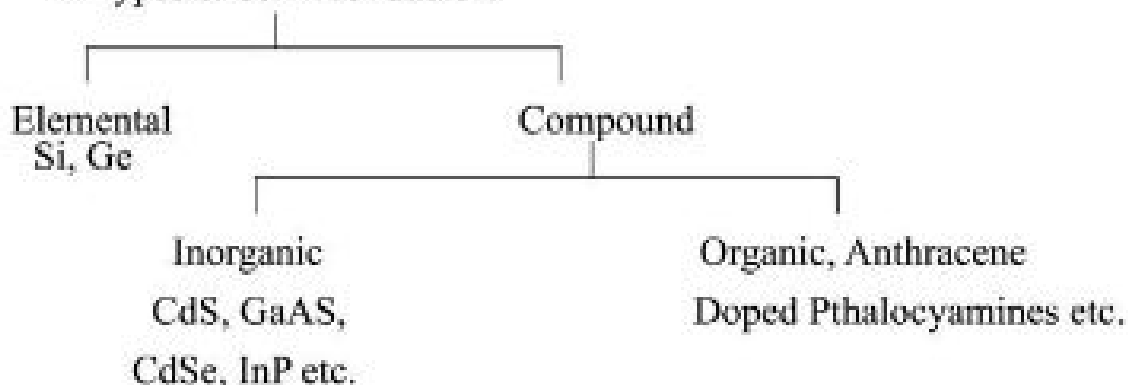 Elemental
Si, Ge
Compound
Inorganic
CdS, GaAS,
CdSe, InP etc.
Organic, Anthracene
Doped Pthalocyamines etc.